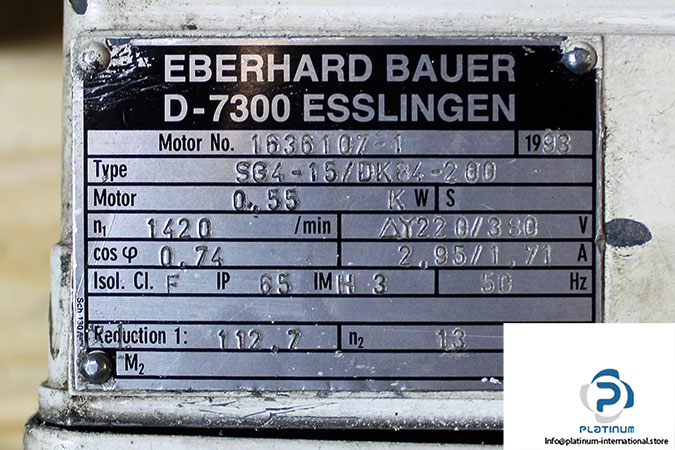 EBERHARD BAUER
D-7300 ESSLINGEN
Motor No. 1636107-1 1993
Type SG4-15/DK84-200
Motor 0,55 KW S
n₁ 1420 /min ΔY220/380 V
cos φ 0,74 2,95/1,71 A
Isol. Cl. F IP 65 IM H 3 50 Hz
Reduction 1: 112,7 n₂ 13
M₂
Sch 130
PLATINUM
Info@platinum-international.store